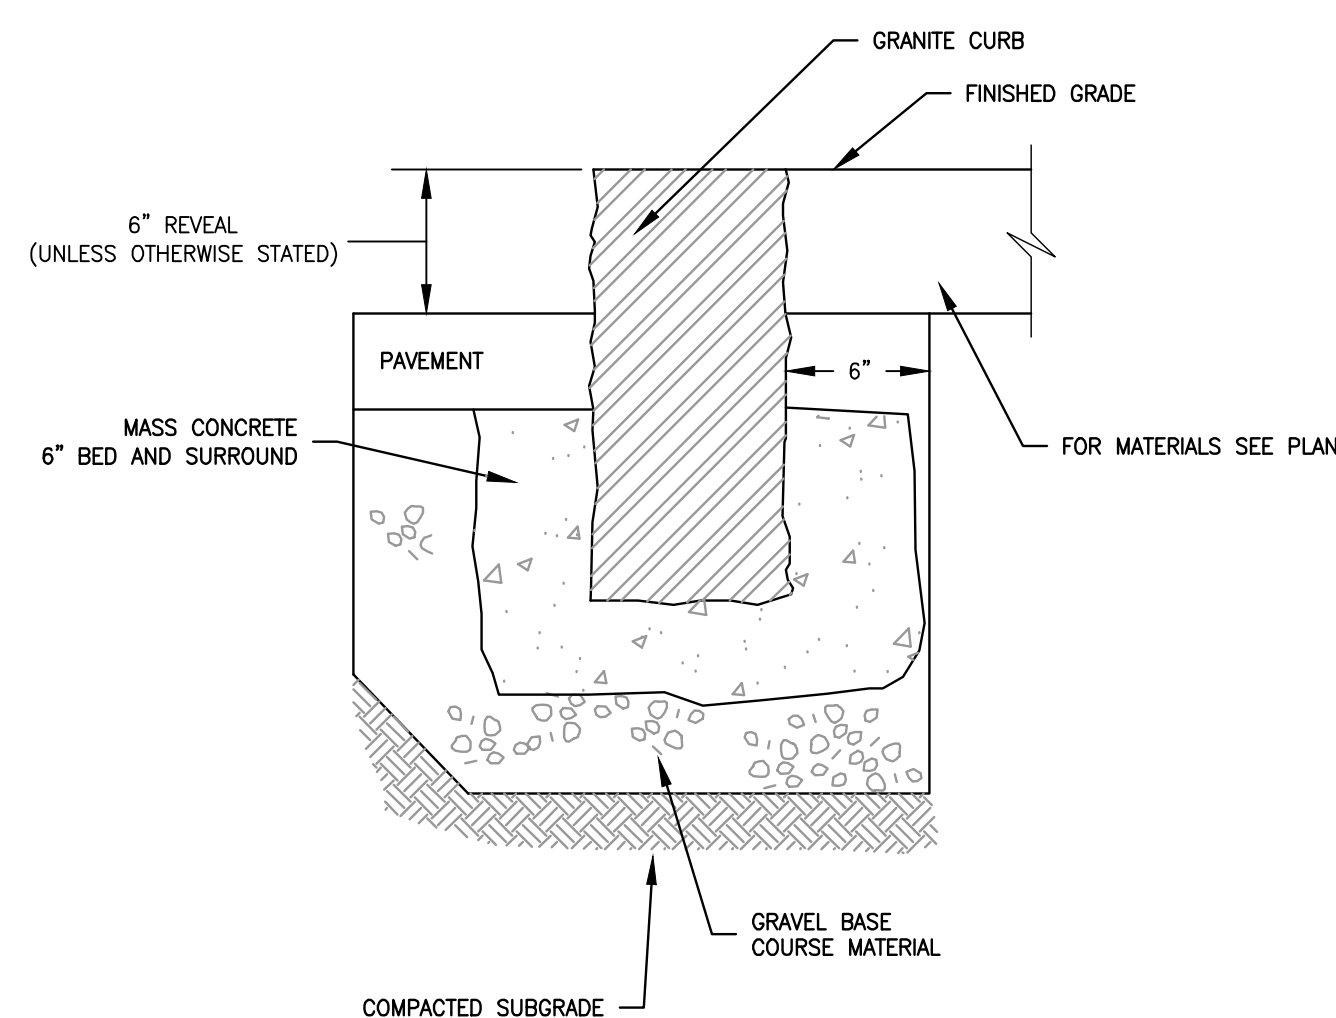 GRANITE CURB
FINISHED GRADE
6” REVEAL
(UNLESS OTHERWISE STATED)
PAVEMENT
6”
MASS CONCRETE
6” BED AND SURROUND
FOR MATERIALS SEE PLAN
GRAVEL BASE
COURSE MATERIAL
COMPACTED SUBGRADE